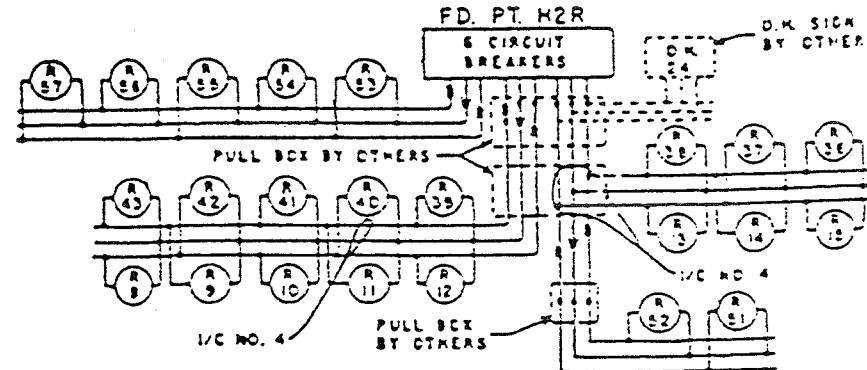 FD. PT. H2R
6 CIRCUIT
BREAKERS
O.H. SIGN
BY OTHER
O.H.
24
R
57
R
56
R
55
R
54
R
53
PULL BOX BY OTHERS
R
38
R
37
R
36
R
43
R
42
R
41
R
40
R
39
R
13
R
14
R
15
R
8
R
9
R
10
R
11
R
12
1/C NO. 4
1/C NO. 4
PULL BOX
BY OTHERS
R
52
R
51